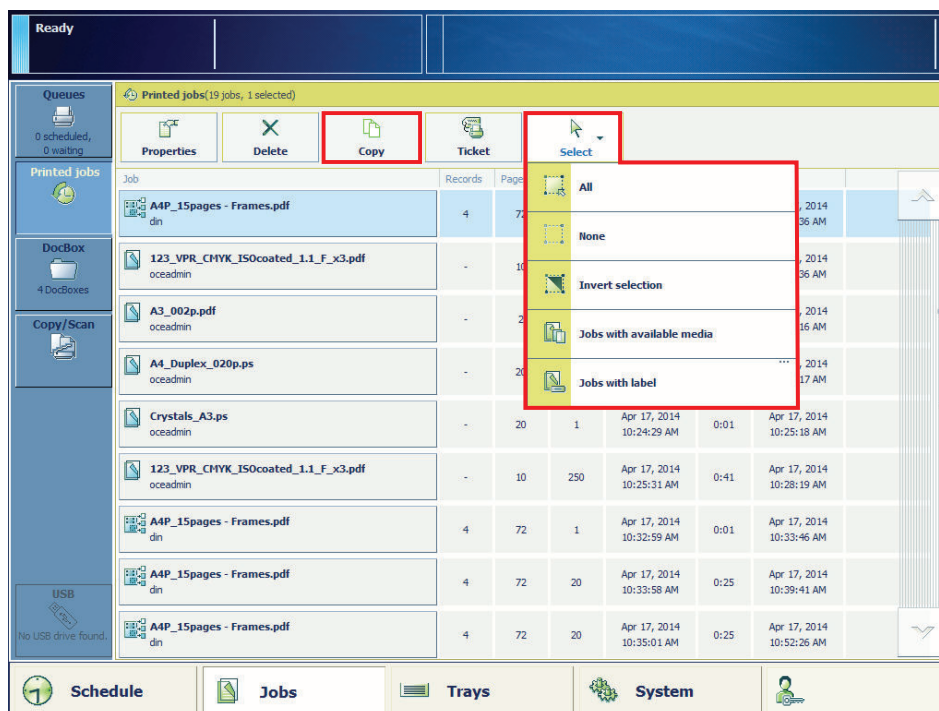 Ready
Queues
0 scheduled,
0 waiting
Printed jobs
DocBox
4 DocBoxes
Copy/Scan
USB
No USB drive found.
Printed jobs(19 jobs, 1 selected)
Properties Delete Copy Ticket Select
All
None
Invert selection
Jobs with available media
...
Jobs with label
Job Records
A4P_15pages - Frames.pdf 4 , 2014
din
123_VPR_CMYK_ISOcoated_1.1_F_x3.pdf - , 2014
oceadmin
A3_002p.pdf - , 2014
oceadmin 16 AM
A4_Duplex_020p.ps - , 2014
oceadmin 17 AM
Crystals_A3.ps - 20 1 Apr 17, 2014 0:01 Apr 17, 2014
oceadmin 10:24:29 AM 10:25:18 AM
123_VPR_CMYK_ISOcoated_1.1_F_x3.pdf - 10 250 Apr 17, 2014 0:41 Apr 17, 2014
oceadmin 10:25:31 AM 10:28:19 AM
A4P_15pages - Frames.pdf 4 72 1 Apr 17, 2014 0:01 Apr 17, 2014
din 10:32:59 AM 10:33:46 AM
A4P_15pages - Frames.pdf 4 72 20 Apr 17, 2014 0:25 Apr 17, 2014
din 10:33:58 AM 10:39:41 AM
A4P_15pages - Frames.pdf 4 72 20 Apr 17, 2014 0:25 Apr 17, 2014
din 10:35:01 AM 10:52:26 AM
Schedule Jobs Trays System